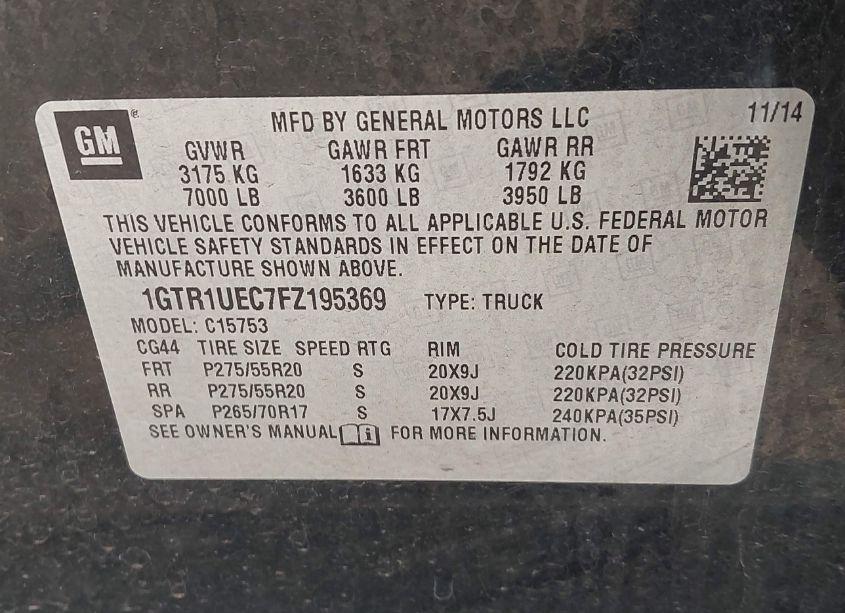 GM
MFD BY GENERAL MOTORS LLC 11/14
GVWR GAWR FRT GAWR RR
3175 KG 1633 KG 1792 KG
7000 LB 3600 LB 3950 LB
THIS VEHICLE CONFORMS TO ALL APPLICABLE U.S. FEDERAL MOTOR
VEHICLE SAFETY STANDARDS IN EFFECT ON THE DATE OF
MANUFACTURE SHOWN ABOVE.
1GTR1UEC7FZ195369 TYPE: TRUCK
MODEL: C15753
CG44 TIRE SIZE SPEED RTG RIM COLD TIRE PRESSURE
FRT P275/55R20 S 20X9J 220KPA(32PSI)
RR P275/55R20 S 20X9J 220KPA(32PSI)
SPA P265/70R17 S 17X7.5J 240KPA(35PSI)
SEE OWNER'S MANUAL FOR MORE INFORMATION.